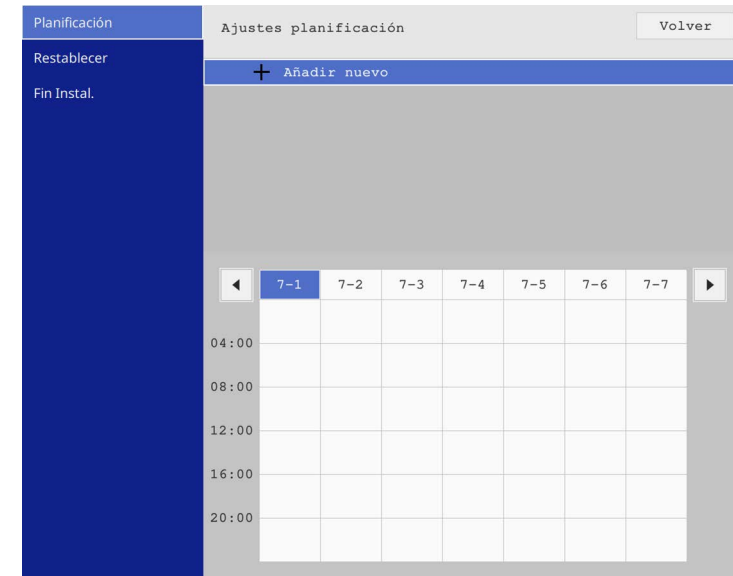 Planificación
Restablecer
Fin Instal.
Ajustes planificación
Volver
+ Añadir nuevo
7-1 7-2 7-3 7-4 7-5 7-6 7-7
04:00
08:00
12:00
16:00
20:00